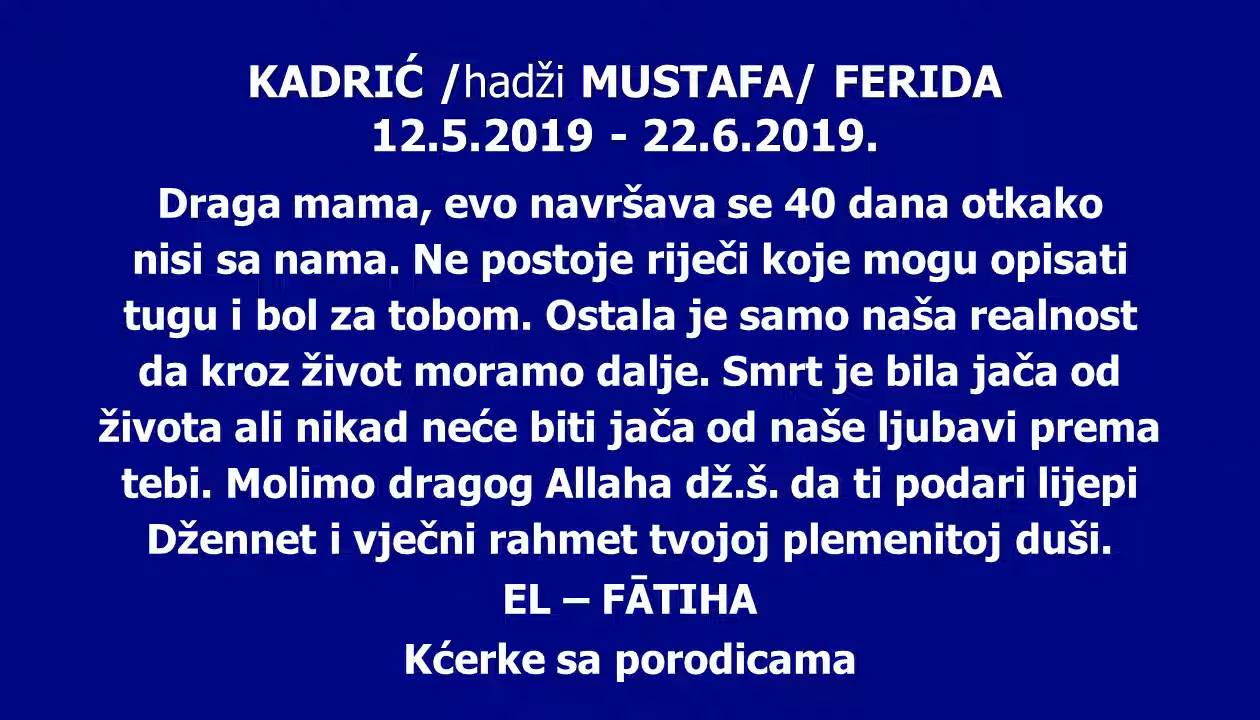 KADRIĆ /hadži MUSTAFA/ FERIDA
12.5.2019 - 22.6.2019.
Draga mama, evo navršava se 40 dana otkako
nisi sa nama. Ne postoje riječi koje mogu opisati
tugu i bol za tobom. Ostala je samo naša realnost
da kroz život moramo dalje. Smrt je bila jača od
života ali nikad neće biti jača od naše ljubavi prema
tebi. Molimo dragog Allaha dž.š. da ti podari lijepi
Džennet i vječni rahmet tvojoj plemenitoj duši.
EL – FĀTIHA
Kćerke sa porodicama